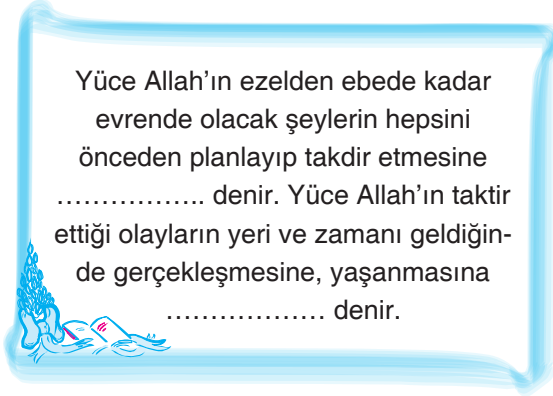 Yüce Allah'ın ezelden ebede kadar
evrende olacak şeylerin hepsini
önceden planlayıp takdir etmesine
…………….. denir. Yüce Allah'ın taktir
ettiği olayların yeri ve zamanı geldiğin-
de gerçekleşmesine, yaşanmasına
……………… denir.